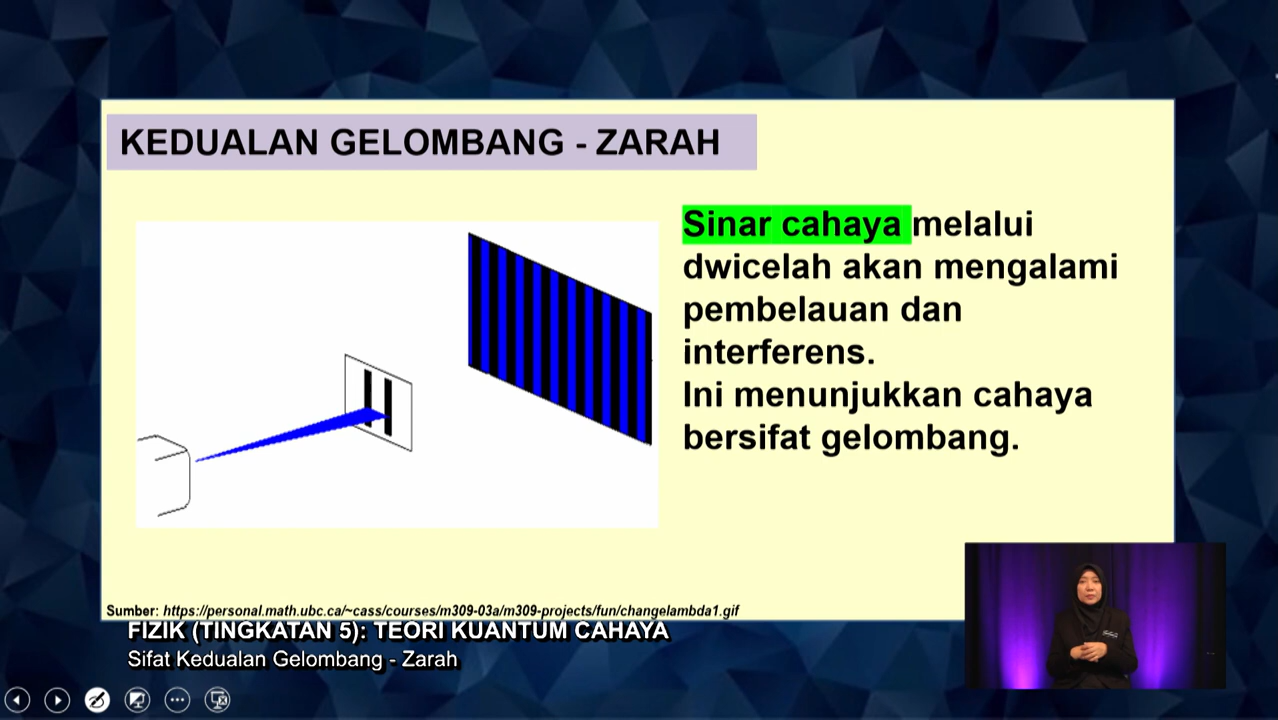 KEDUALAN GELOMBANG - ZARAH
Sinar cahaya melalui
dwicelah akan mengalami
pembelauan dan
interferens.
Ini menunjukkan cahaya
bersifat gelombang.
Sumber: https://personal.math.ubc.ca/~cass/courses/m309-03a/m309-projects/fun/changelambda1.gif
FIZIK (TINGKATAN 5): TEORI KUANTUM CAHAYA
Sifat Kedualan Gelombang - Zarah